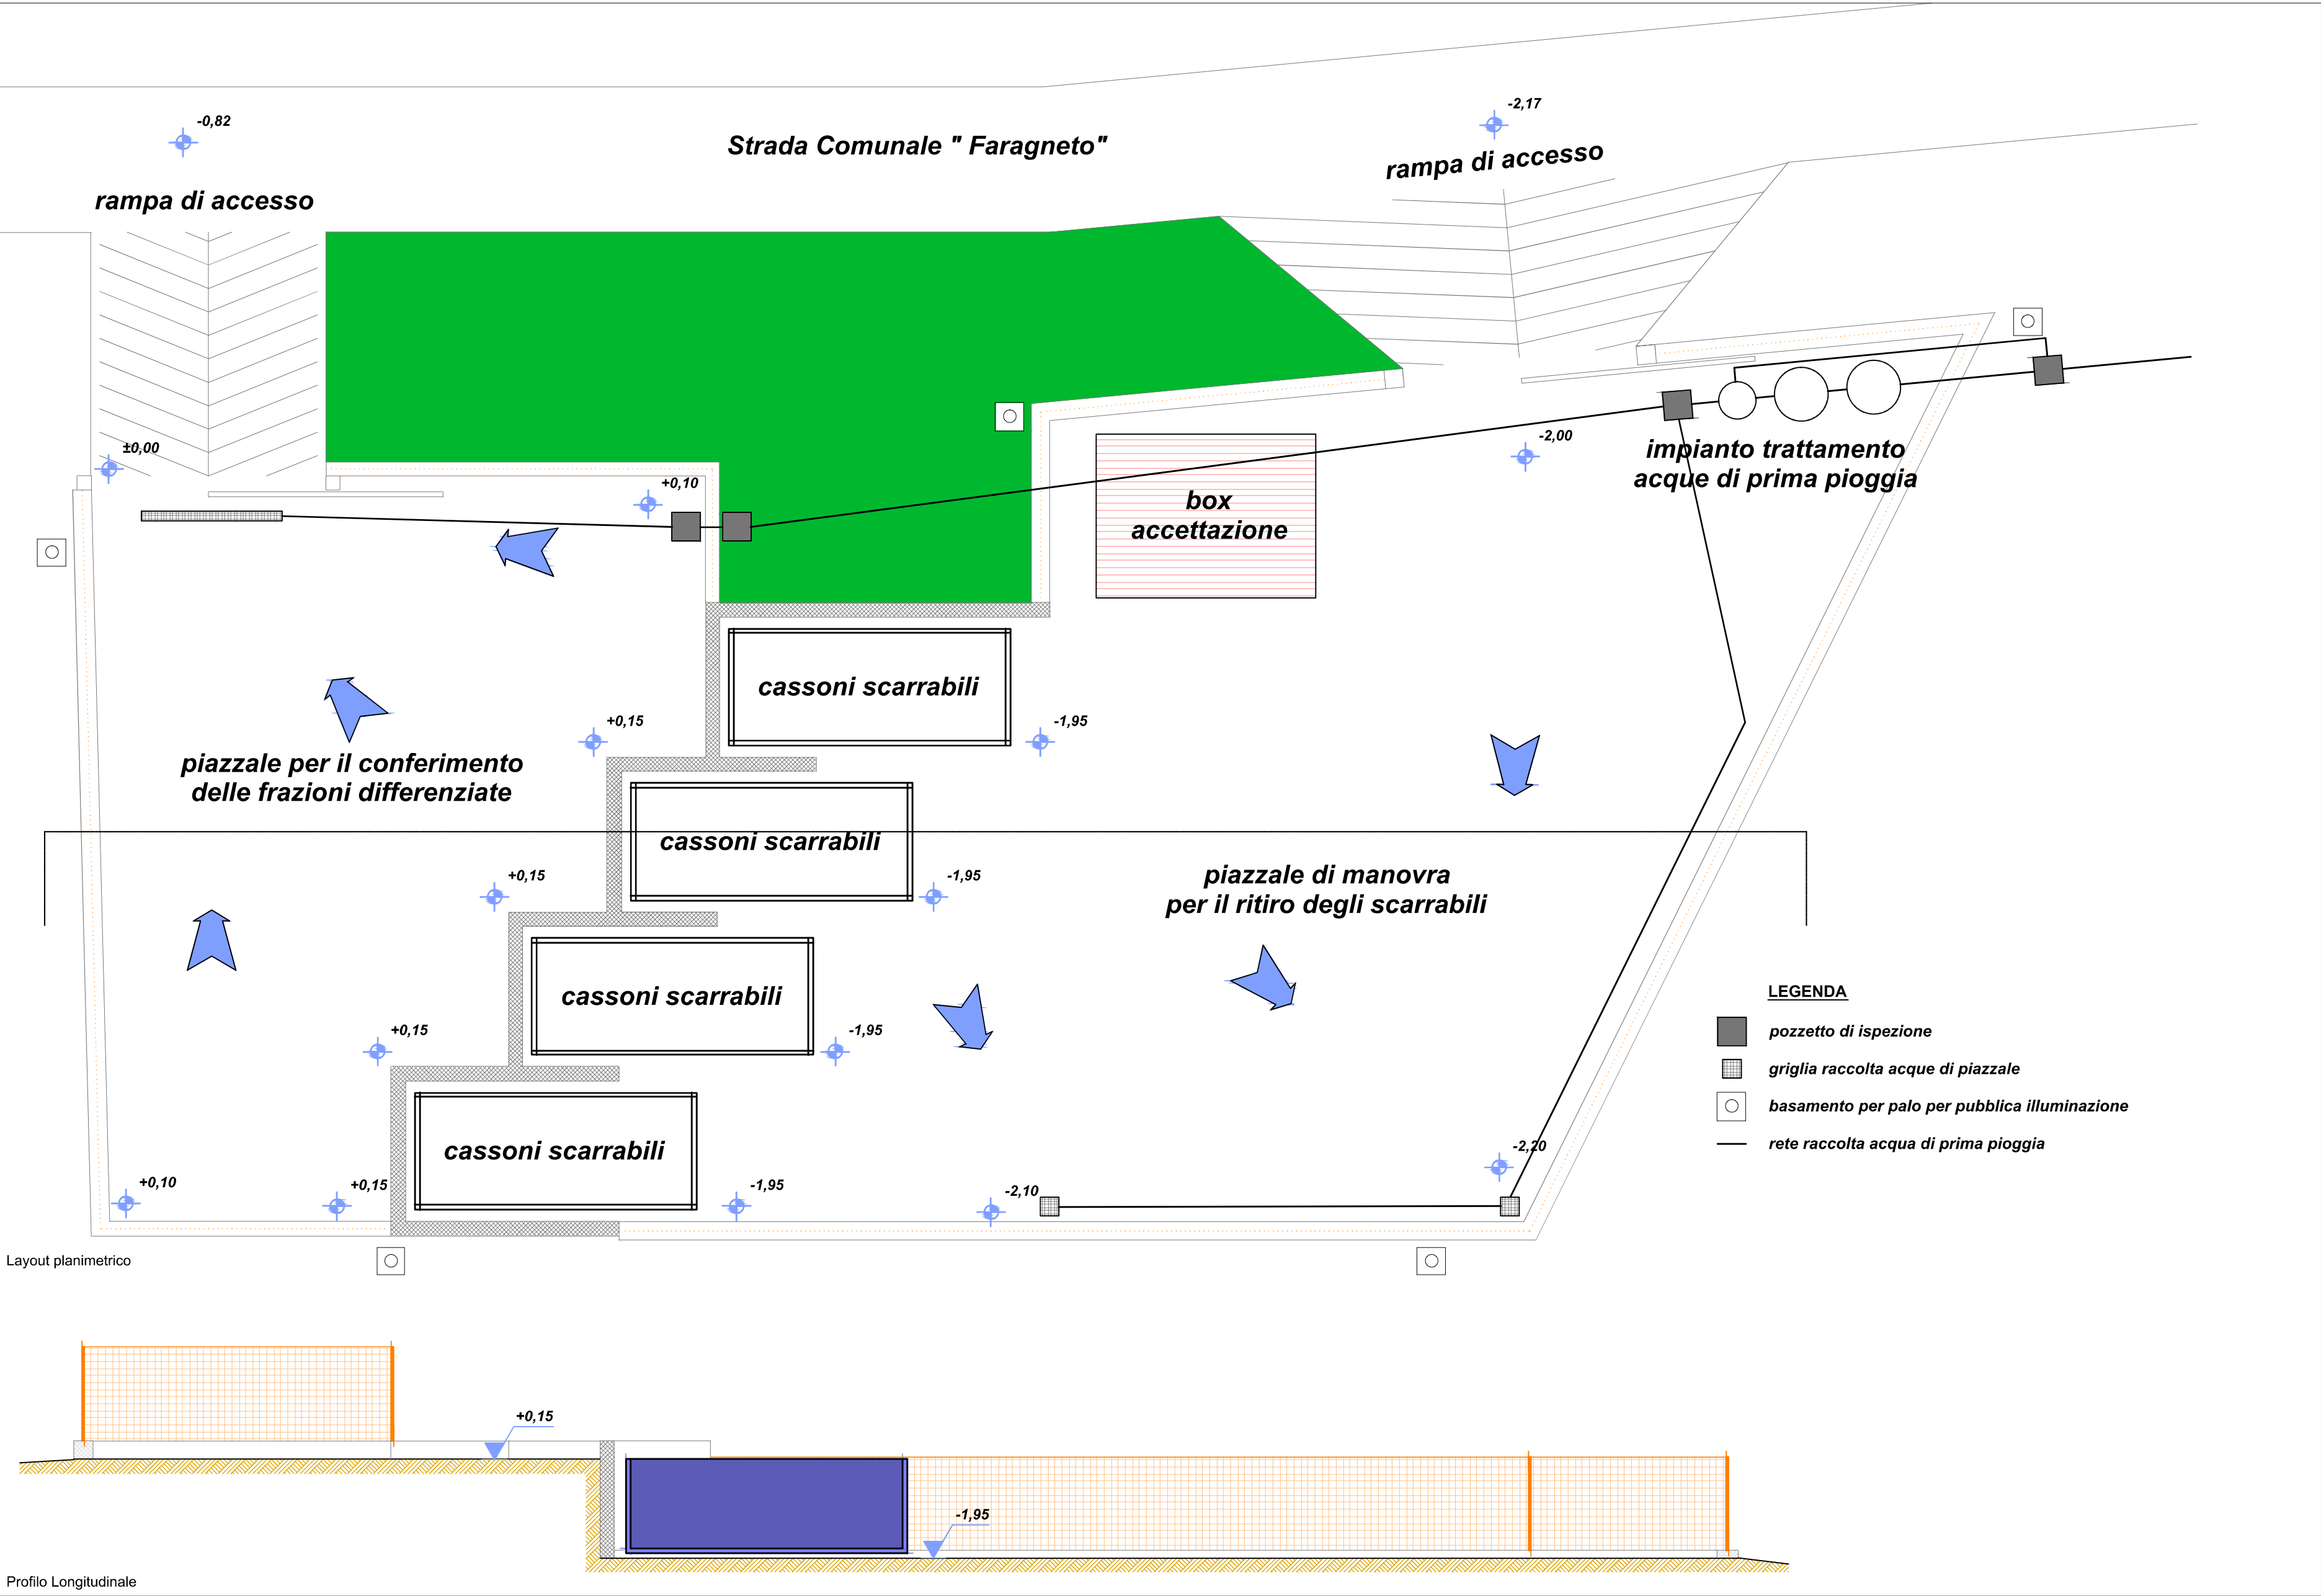 -0,82
-2,17
Strada Comunale " Faragneto"
rampa di accesso
rampa di accesso
±0,00
-2,00
impianto trattamento
acque di prima pioggia
+0,10
box
accettazione
cassoni scarrabili
+0,15
-1,95
piazzale per il conferimento
delle frazioni differenziate
cassoni scarrabili
+0,15
-1,95
piazzale di manovra
per il ritiro degli scarrabili
cassoni scarrabili
+0,15
-1,95
cassoni scarrabili
+0,10
+0,15
-1,95
-2,10
-2,20
LEGENDA
pozzetto di ispezione
griglia raccolta acque di piazzale
basamento per palo per pubblica illuminazione
rete raccolta acqua di prima pioggia
Layout planimetrico
+0,15
-1,95
Profilo Longitudinale